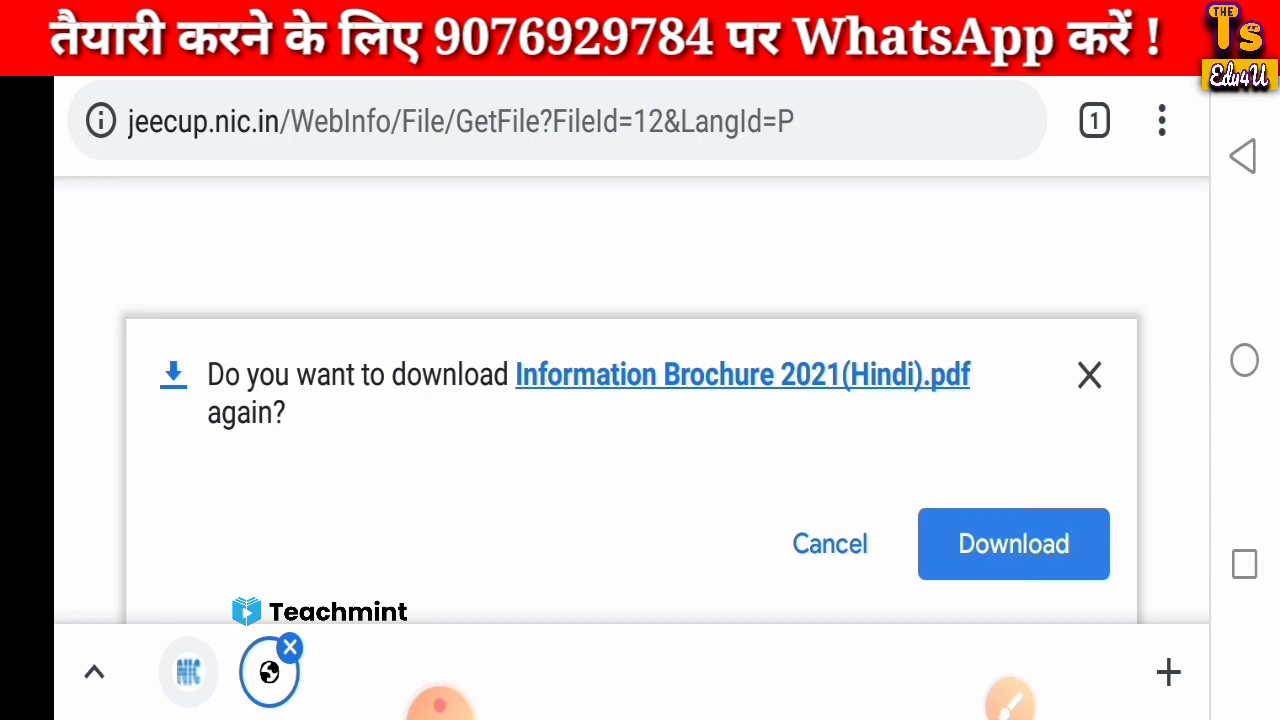 तैयारी करने के लिए 9076929784 पर WhatsApp करें !
THE
Ts
Edu4U
jeecup.nic.in/WebInfo/File/GetFile?FileId=12&LangId=P
1
Do you want to download Information Brochure 2021(Hindi).pdf
again?
Cancel
Download
Teachmint
NIC